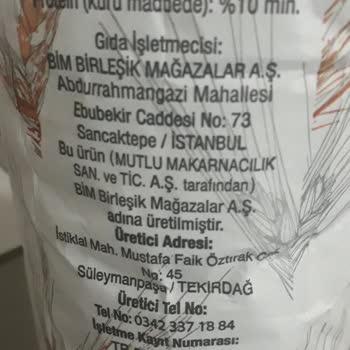 Protein (kuru maddede): %10 min.
Gıda İşletmecisi:
BİM BİRLEŞİK MAĞAZALAR A.Ş.
Abdurrahmangazi Mahallesi
Ebubekir Caddesi No: 73
Sancaktepe / İSTANBUL
Bu ürün (MUTLU MAKARNACILIK
SAN. ve TİC. A.Ş. tarafından)
BİM Birleşik Mağazalar A.Ş.
adına üretilmiştir.
Üretici Adresi:
İstiklal Mah. Mustafa Faik Öztırak
No: 45
Süleymanpaşa / TEKİRDAĞ
Üretici Tel No:
Tel No: 0342 337 18 84
İşletme Kayıt Numarası: